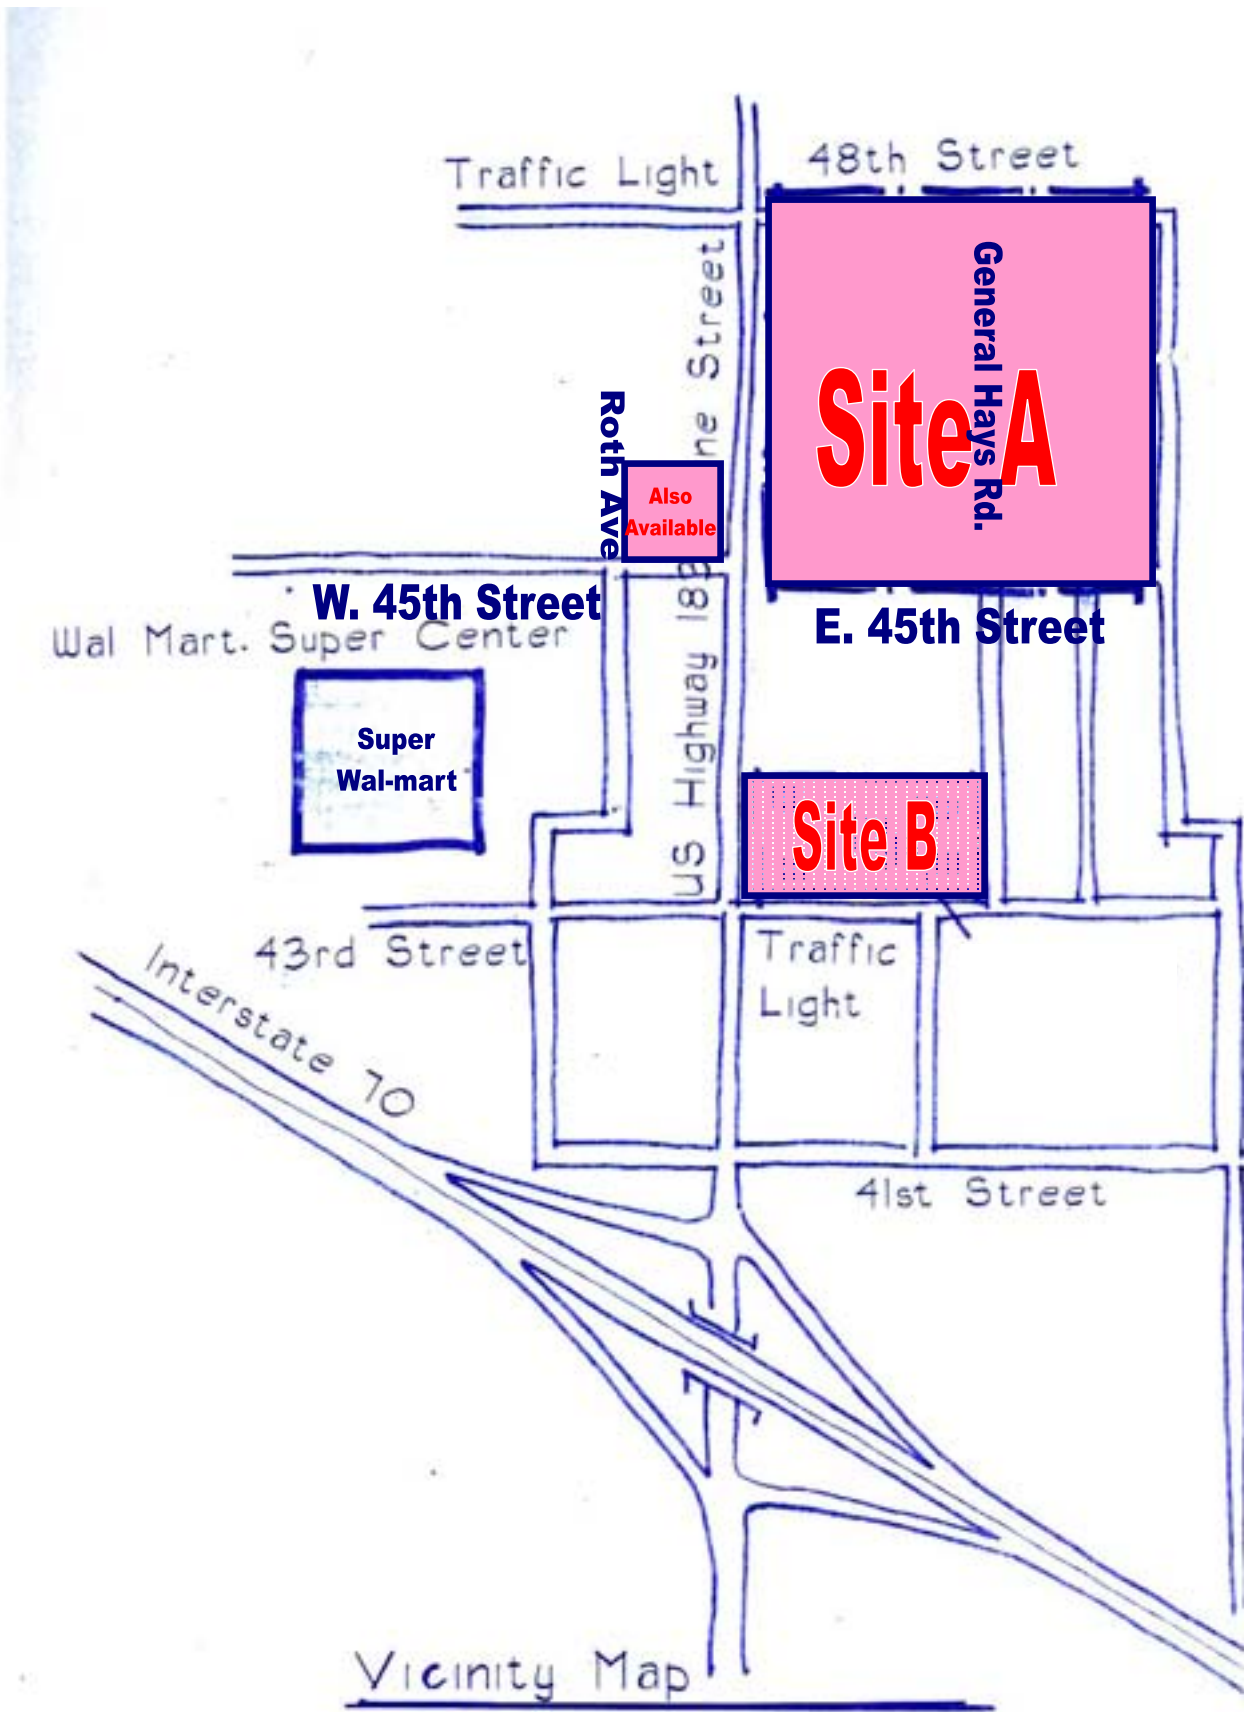 Traffic Light
48th Street
General Hays Rd.
Site A
ne Street
Roth Ave
Also
Available
W. 45th Street
E. 45th Street
Wal Mart. Super Center
Super
Wal-mart
US Highway 183
Site B
43rd Street
Traffic
Light
Interstate 70
41st Street
Vicinity Map